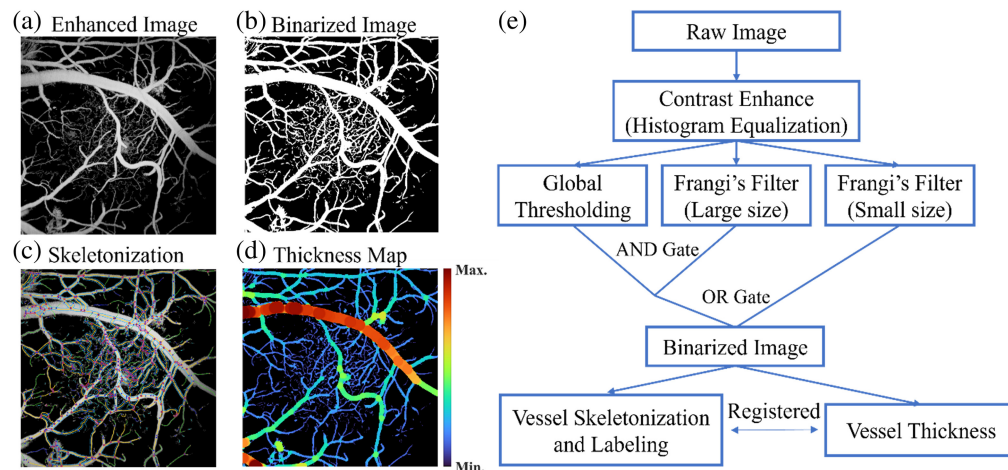 (a) Enhanced Image
(b) Binarized Image
(c) Skeletonization
(d) Thickness Map
Max.
Min.
(e)
Raw Image
Contrast Enhance
(Histogram Equalization)
Global
Thresholding
Frangi's Filter
(Large size)
Frangi's Filter
(Small size)
AND Gate
OR Gate
Binarized Image
Vessel Skeletonization
and Labeling
Registered
Vessel Thickness